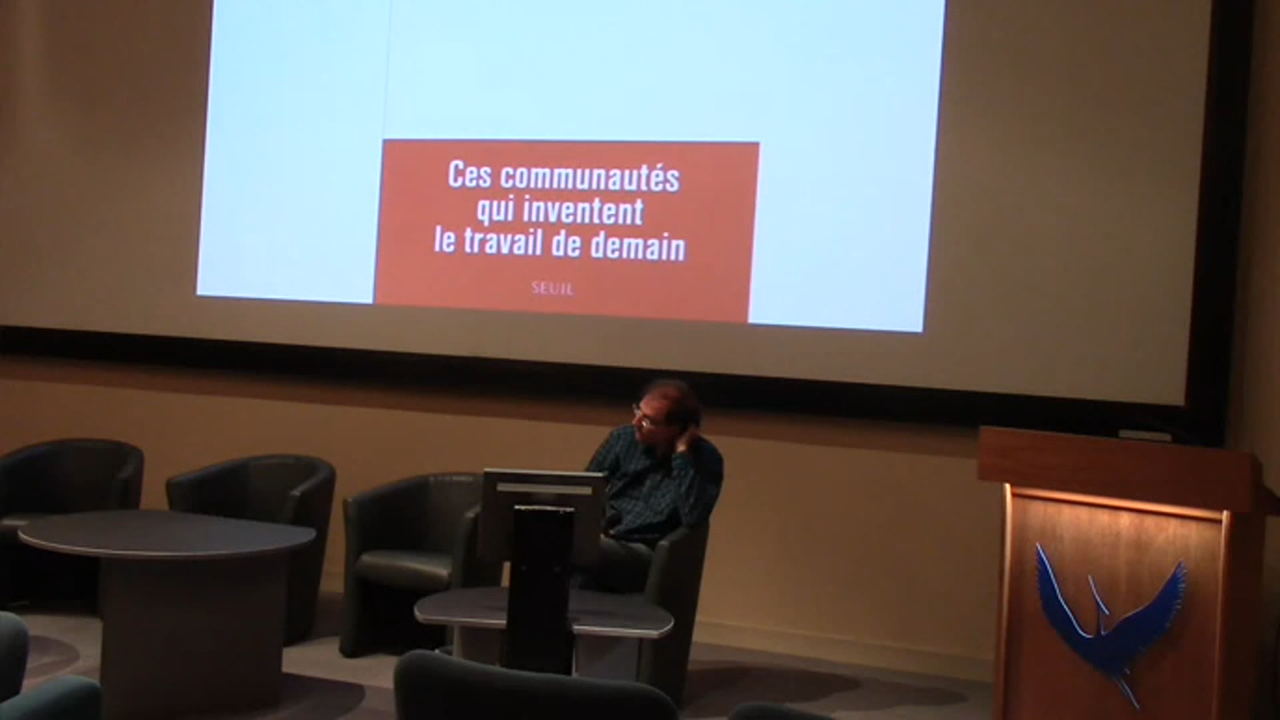 Ces communautés
qui inventent
le travail de demain
SEUIL